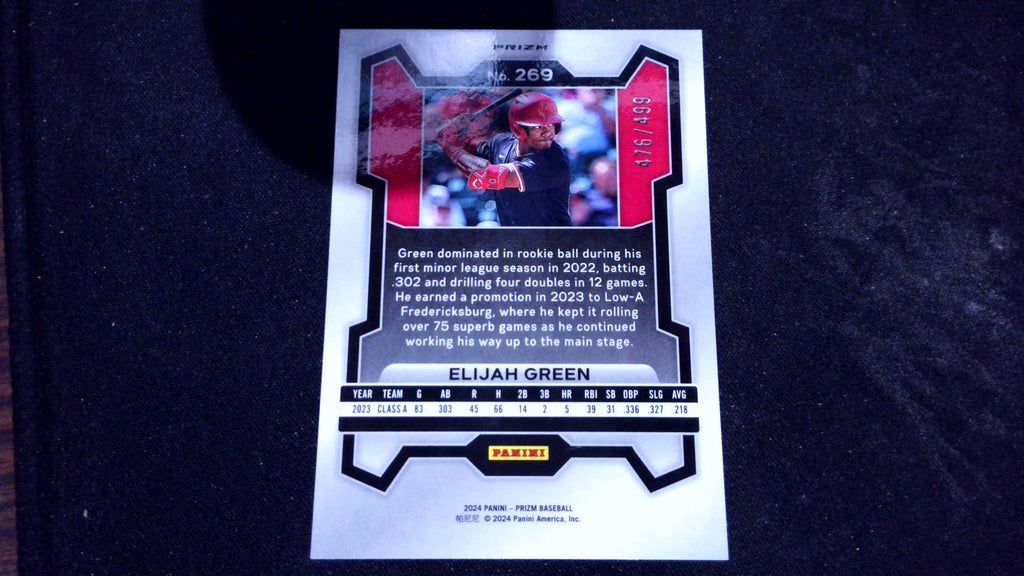 PRIZM
No. 269
476/499
Green dominated in rookie ball during his
first minor league season in 2022, batting
.302 and drilling four doubles in 12 games.
He earned a promotion in 2023 to Low-A
Fredericksburg, where he kept it rolling
over 75 superb games as he continued
working his way up to the main stage.
ELIJAH GREEN
YEAR TEAM G AB R H 2B 3B HR RBI SB OBP SLG AVG
2023 CLASS A 83 303 45 66 14 2 5 39 31 .336 .327 .218
PANINI
2024 PANINI – PRIZM BASEBALL
帕尼尼 © 2024 Panini America, Inc.